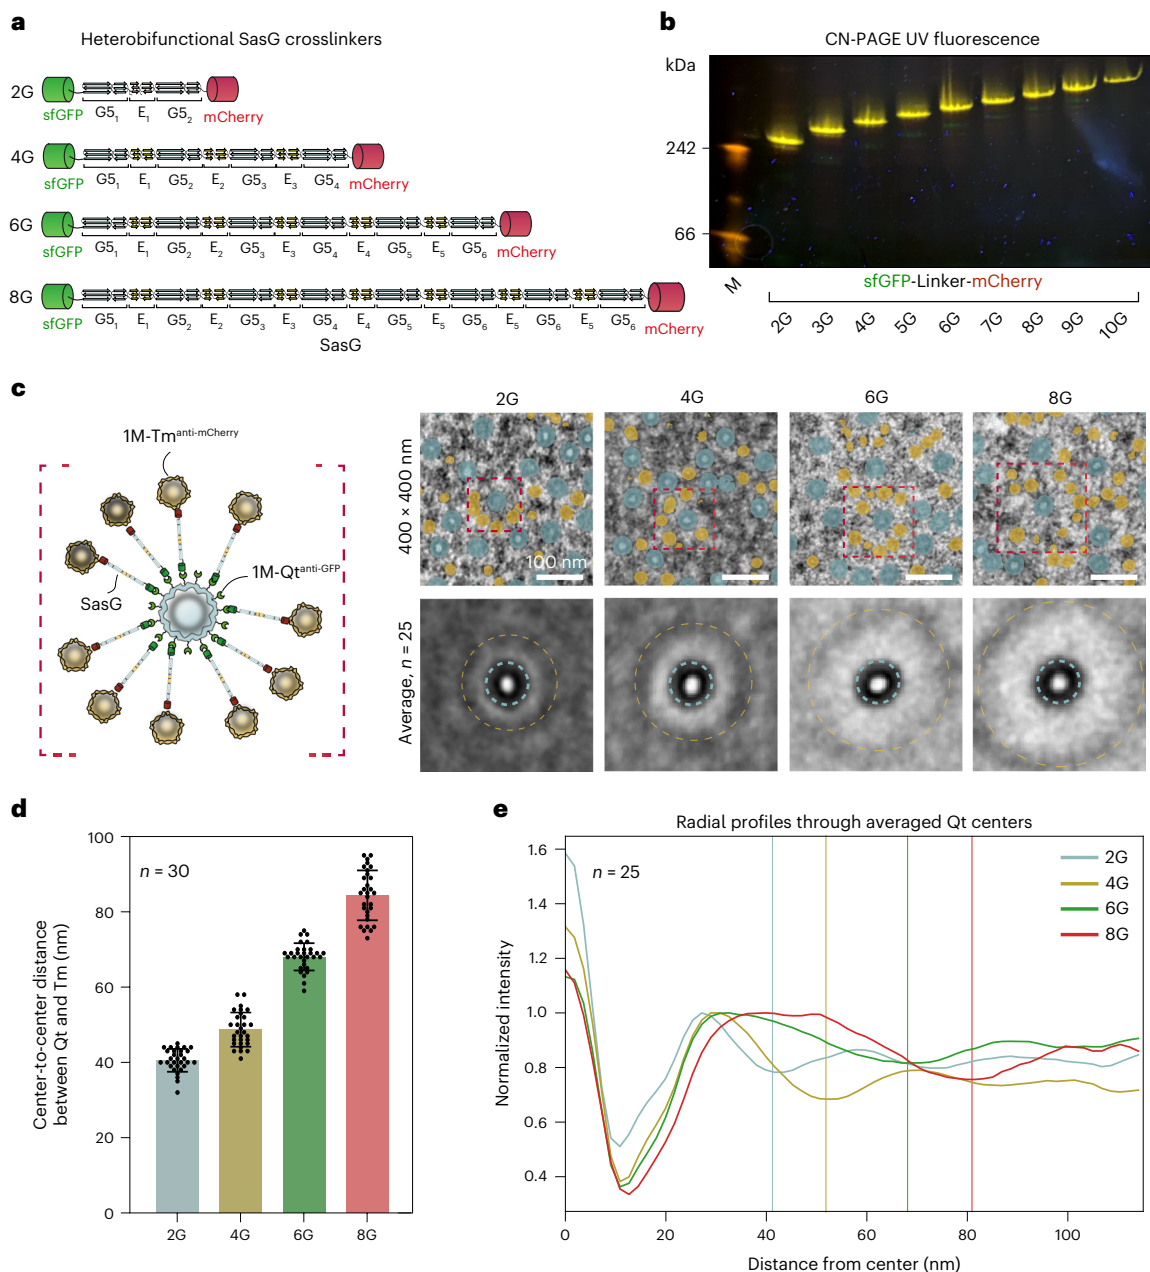 a
Heterobifunctional SasG crosslinkers
2G
sfGFP
G5₁ E₁ G5₂
mCherry
4G
sfGFP
G5₁ E₁ G5₂ E₂ G5₃ E₃ G5₄
mCherry
6G
sfGFP
G5₁ E₁ G5₂ E₂ G5₃ E₃ G5₄ E₄ G5₅ E₅ G5₆
mCherry
8G
sfGFP
G5₁ E₁ G5₂ E₂ G5₃ E₃ G5₄ E₄ G5₅ E₅ G5₆ E₅ G5₆ E₅ G5₆
mCherry
SasG
b
CN-PAGE UV fluorescence
kDa
242
66
M
sfGFP-Linker-mCherry
2G 3G 4G 5G 6G 7G 8G 9G 10G
c
1M-Tm^anti-mCherry
1M-Qt^anti-GFP
SasG
2G 4G 6G 8G
400 × 400 nm
100 nm
Average, n = 25
d
n = 30
Center-to-center distance
between Qt and Tm (nm)
100
80
60
40
20
0
2G 4G 6G 8G
e
Radial profiles through averaged Qt centers
n = 25
2G
4G
6G
8G
Normalized intensity
1.6
1.4
1.2
1.0
0.8
0.6
0.4
0 20 40 60 80 100
Distance from center (nm)